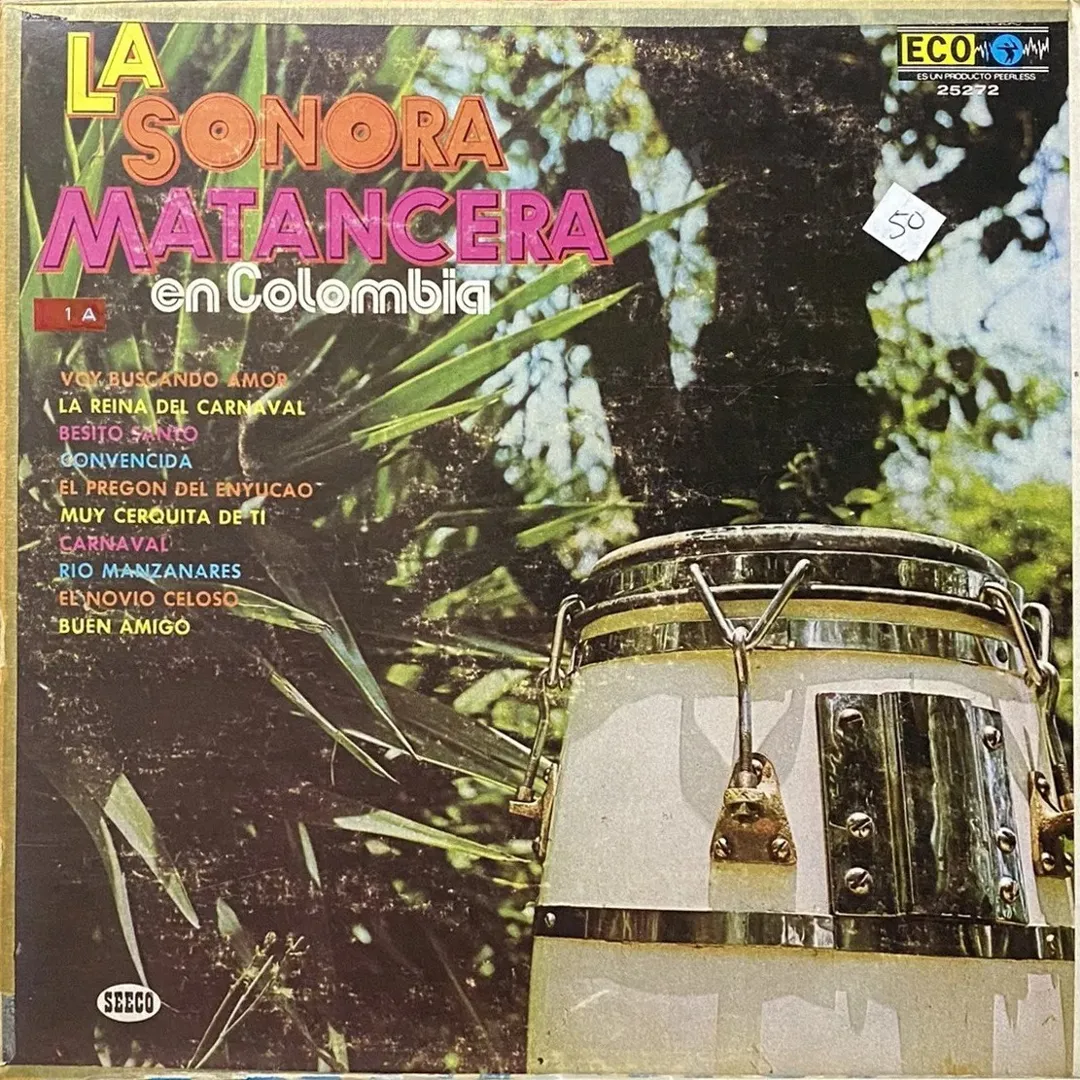 LA
SONORA
MATANCERA
en Colombia
ECO
ES UN PRODUCTO PEERLESS
25272
50
1 A
VOY BUSCANDO AMOR
LA REINA DEL CARNAVAL
BESITO SANTO
CONVENCIDA
EL PREGON DEL ENYUCAO
MUY CERQUITA DE TI
CARNAVAL
RIO MANZANARES
EL NOVIO CELOSO
BUEN AMIGO
SEECO